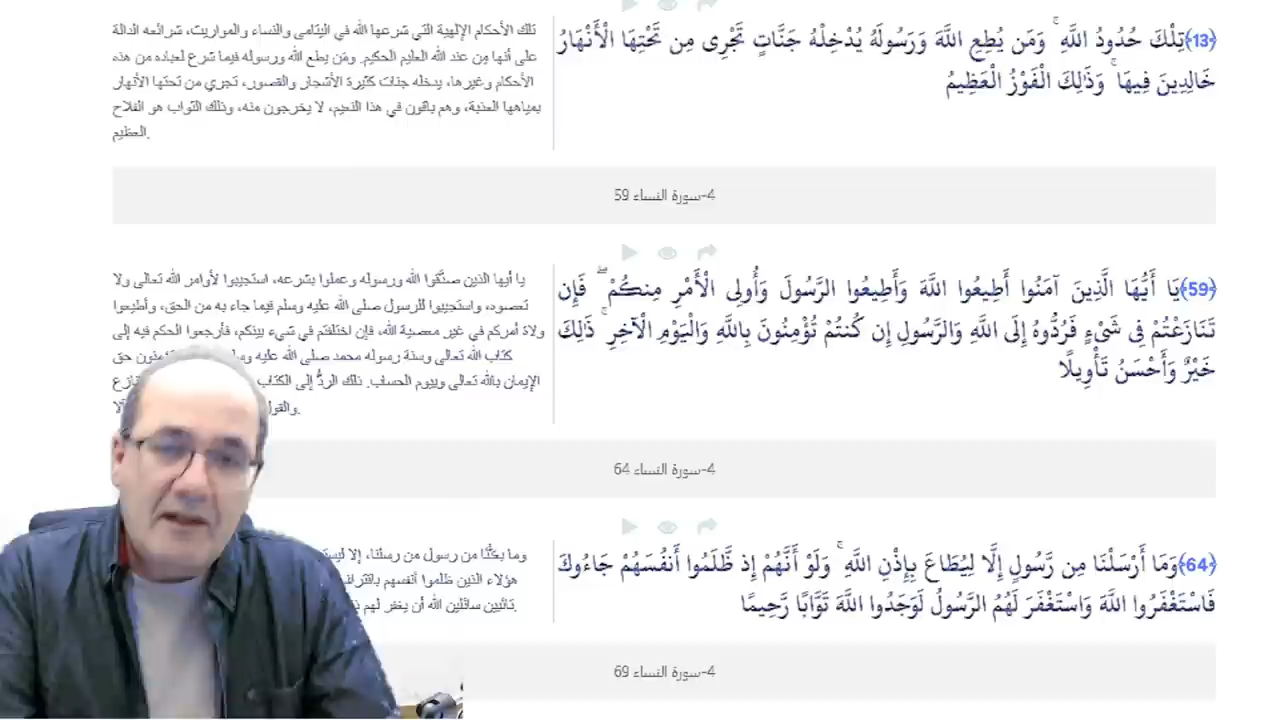 ﴿13﴾تِلْكَ حُدُودُ اللَّهِ ۚ وَمَن يُطِعِ اللَّهَ وَرَسُولَهُ يُدْخِلْهُ جَنَّاتٍ تَجْرِي مِن تَحْتِهَا الْأَنْهَارُ
خَالِدِينَ فِيهَا ۚ وَذَٰلِكَ الْفَوْزُ الْعَظِيمُ
تلك الأحكام الإلهية التي شرعها الله في اليتامى والنساء والمواريث، شرائعه الدالة
على أنها مِن عند الله العليم الحكيم. ومَن يطع الله ورسوله فيما شرع لعباده من هذه
الأحكام وغيرها، يدخله جنات كثيرة الأشجار والقصور، تجري من تحتها الأنهار
بمياهها العذبة، وهم باقون في هذا النعيم، لا يخرجون منه، وذلك الثواب هو الفلاح
العظيم.
4-سورة النساء 59
﴿59﴾يَا أَيُّهَا الَّذِينَ آمَنُوا أَطِيعُوا اللَّهَ وَأَطِيعُوا الرَّسُولَ وَأُولِي الْأَمْرِ مِنكُمْ ۖ فَإِن
تَنَازَعْتُمْ فِي شَيْءٍ فَرُدُّوهُ إِلَى اللَّهِ وَالرَّسُولِ إِن كُنتُمْ تُؤْمِنُونَ بِاللَّهِ وَالْيَوْمِ الْآخِرِ ۚ ذَٰلِكَ
خَيْرٌ وَأَحْسَنُ تَأْوِيلًا
يا أيها الذين صدَّقوا الله ورسوله وعملوا بشرعه، استجيبوا لأوامر الله تعالى ولا
تعصوه، واستجيبوا للرسول صلى الله عليه وسلم فيما جاء به من الحق، وأطيعوا
ولاة أمركم في غير معصية الله، فإن اختلفتم في شيء بينكم، فأرجعوا الحكم فيه إلى
كتاب الله تعالى وسنة رسوله محمد صلى الله عليه حق
الإيمان بالله تعالى وبيوم الحساب. ذلك الردُّ إلى الكتاب
والقول
4-سورة النساء 64
﴿64﴾وَمَا أَرْسَلْنَا مِن رَّسُولٍ إِلَّا لِيُطَاعَ بِإِذْنِ اللَّهِ ۚ وَلَوْ أَنَّهُمْ إِذ ظَّلَمُوا أَنفُسَهُمْ جَاءُوكَ
فَاسْتَغْفَرُوا اللَّهَ وَاسْتَغْفَرَ لَهُمُ الرَّسُولُ لَوَجَدُوا اللَّهَ تَوَّابًا رَّحِيمًا
وما بعَثْنَا من رسول من رسلنا، إلا
هؤلاء الذين ظلموا أنفسهم
تائبين سائلين الله أن يغفر لهم
4-سورة النساء 69